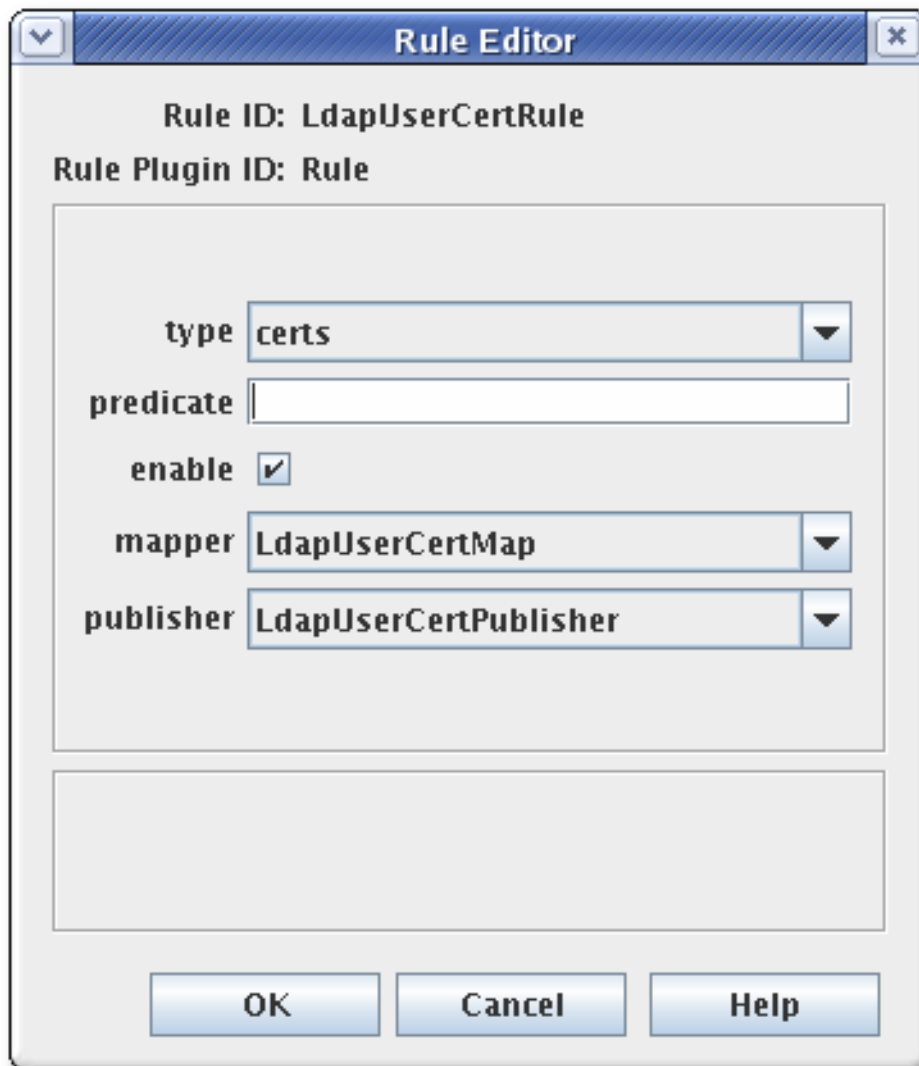 Rule Editor
Rule ID: LdapUserCertRule
Rule Plugin ID: Rule
type certs
predicate
enable
mapper LdapUserCertMap
publisher LdapUserCertPublisher
OK Cancel Help